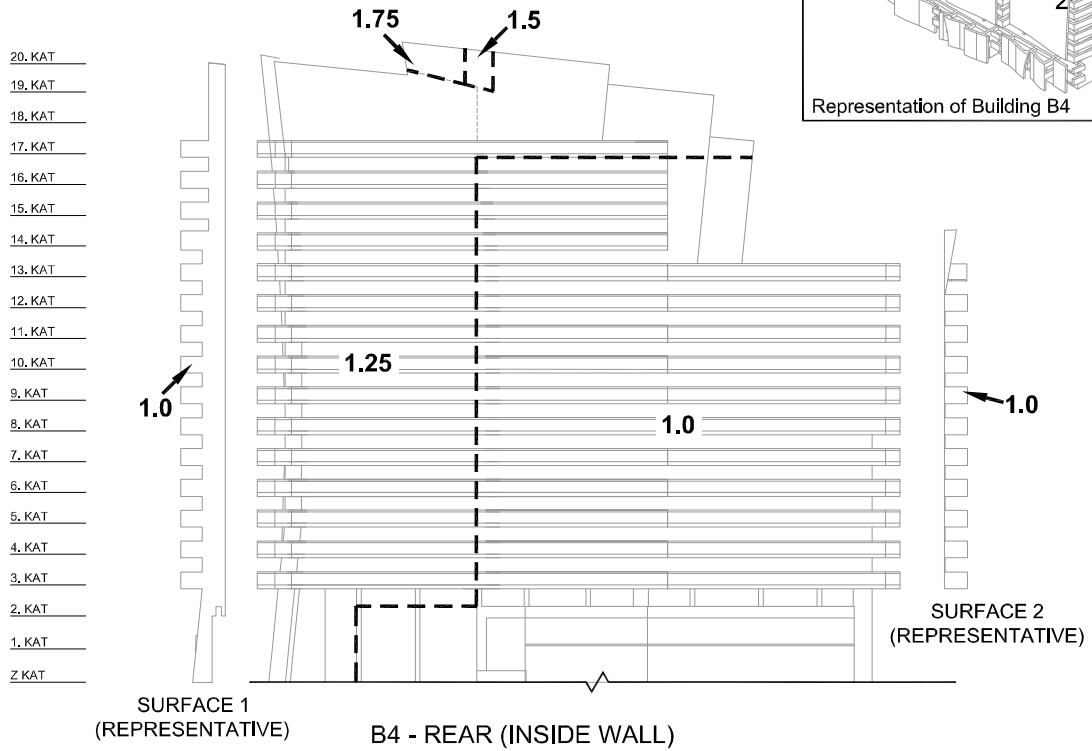 1.75
1.5
2
Representation of Building B4
20. KAT
19. KAT
18. KAT
17. KAT
16. KAT
15. KAT
14. KAT
13. KAT
12. KAT
11. KAT
10. KAT
9. KAT
8. KAT
7. KAT
6. KAT
5. KAT
4. KAT
3. KAT
2. KAT
1. KAT
Z KAT
1.0
1.25
1.0
1.0
SURFACE 1
(REPRESENTATIVE)
B4 - REAR (INSIDE WALL)
SURFACE 2
(REPRESENTATIVE)